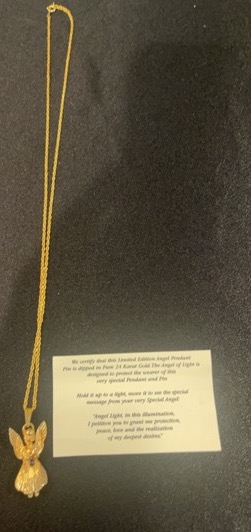 We certify that this Limited Edition Angel Pendant
Pin is dipped in Pure 24 Karat Gold. The Angel of Light is
designed to protect the wearer of this
very special Pendant and Pin
Hold it up to a light, move it to see the special
message from your very Special Angel.
"Angel Light, in this illumination,
I petition you to grant me protection,
peace, love and the realization
of my deepest desires."